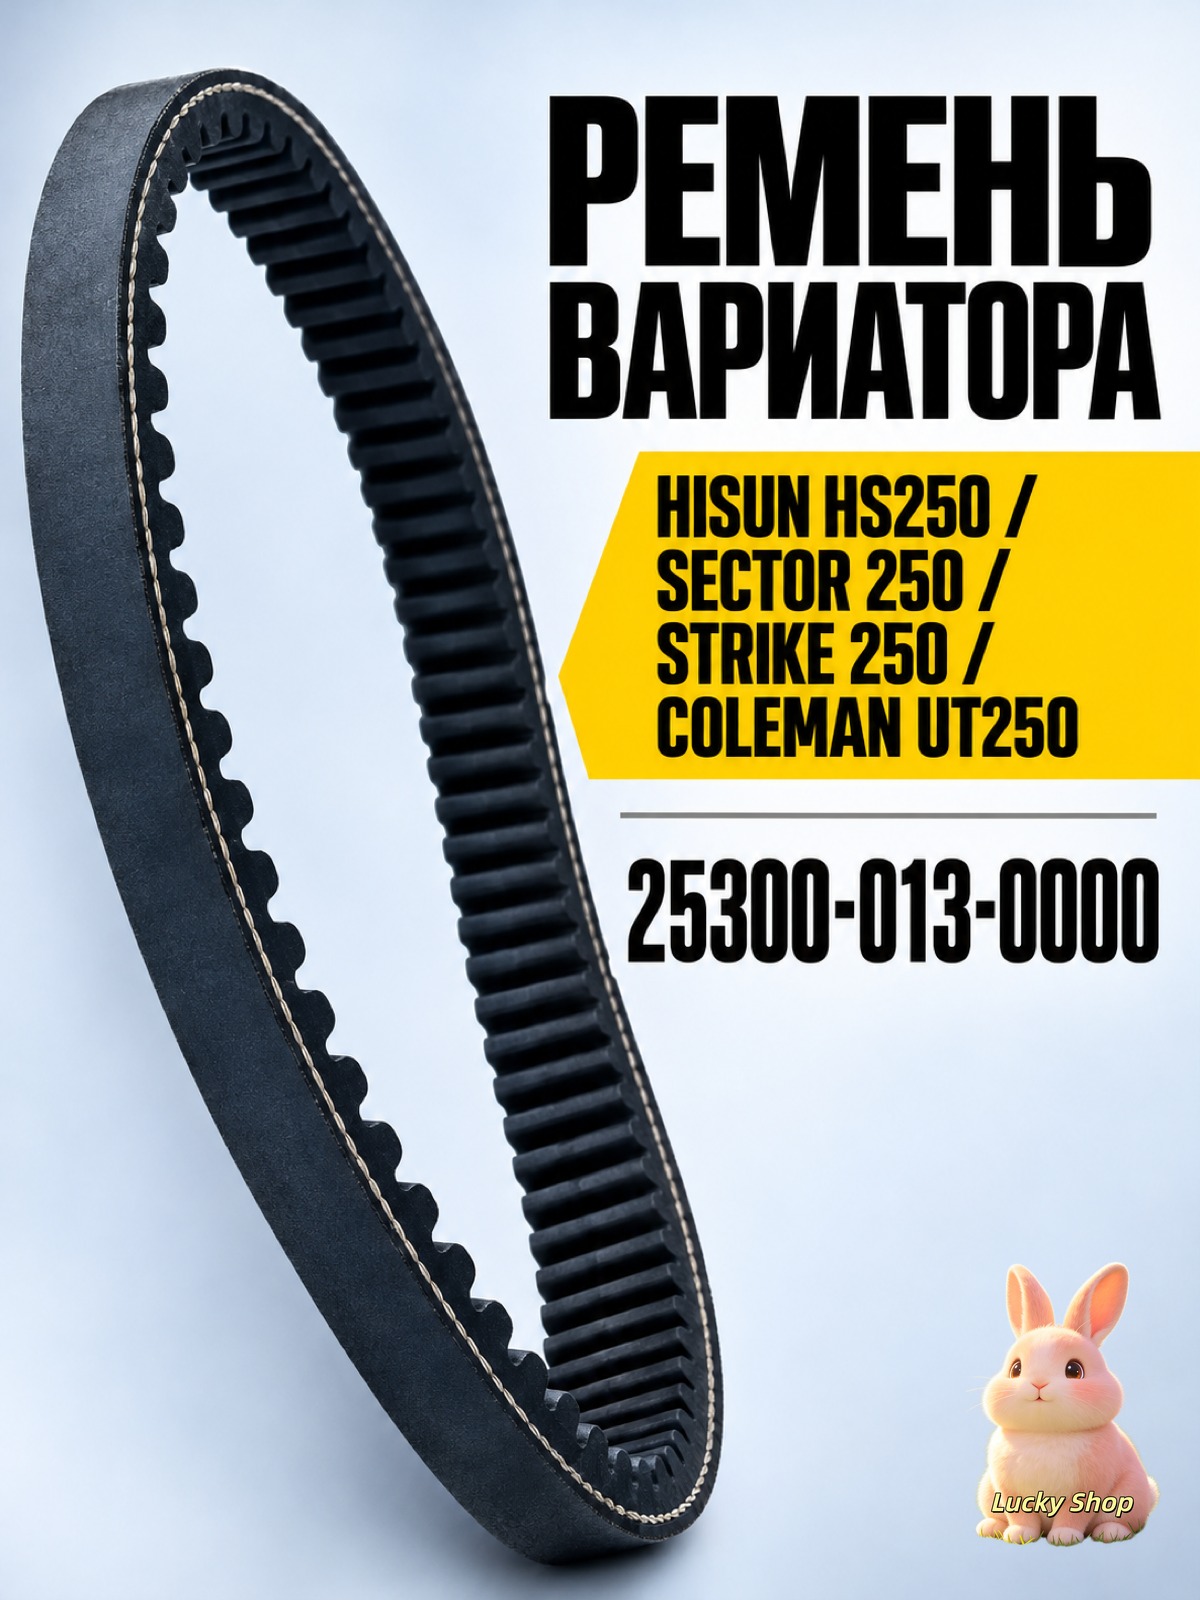 РЕМЕНЬ
ВАРИАТОРА
HISUN HS250 /
SECTOR 250 /
STRIKE 250 /
COLEMAN UT250
25300-013-0000
Lucky Shop